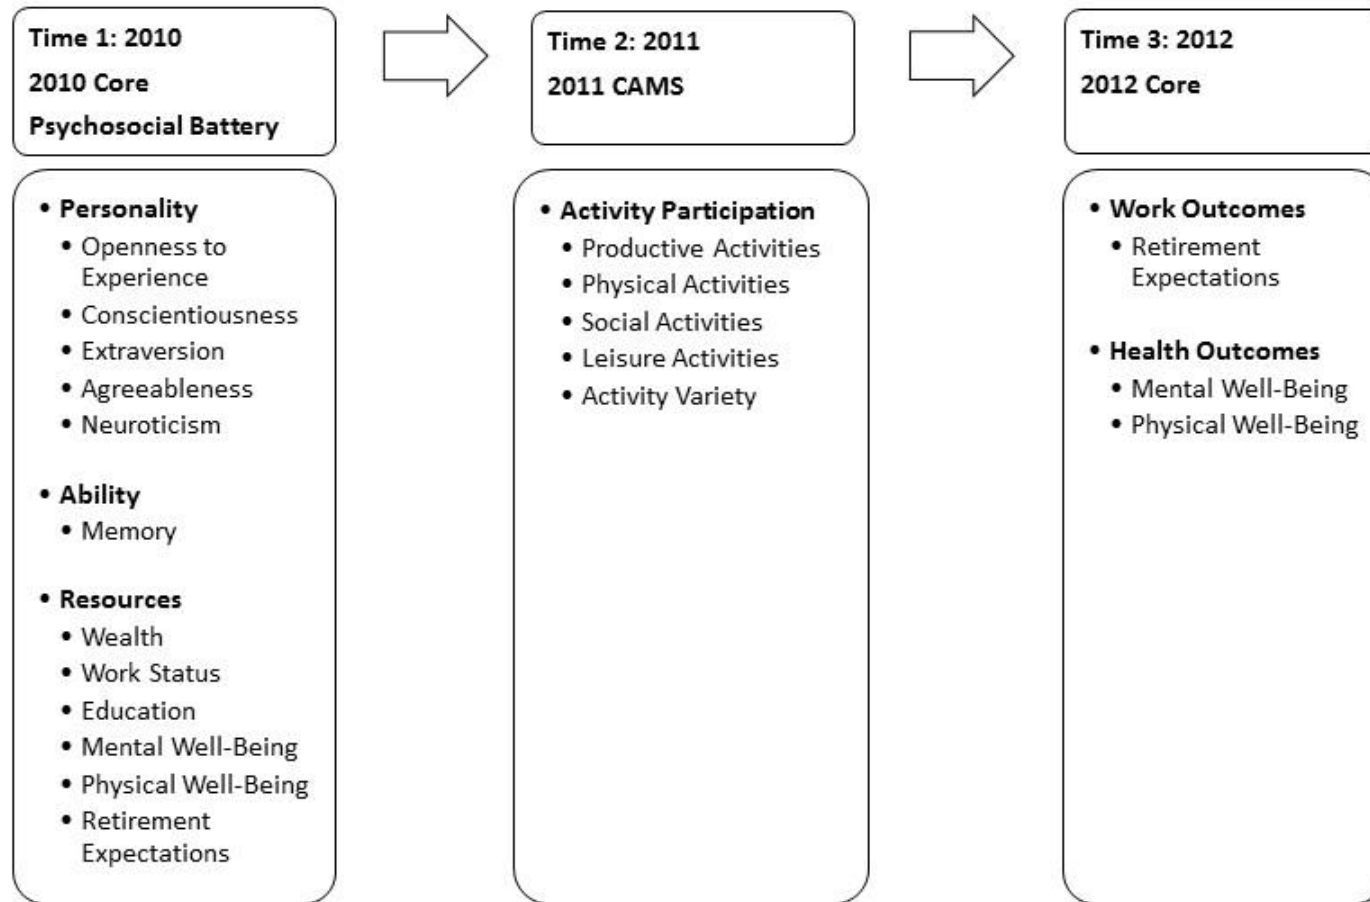 Time 1: 2010
2010 Core
Psychosocial Battery
• Personality
• Openness to
Experience
• Conscientiousness
• Extraversion
• Agreeableness
• Neuroticism
• Ability
• Memory
• Resources
• Wealth
• Work Status
• Education
• Mental Well-Being
• Physical Well-Being
• Retirement
Expectations
Time 2: 2011
2011 CAMS
• Activity Participation
• Productive Activities
• Physical Activities
• Social Activities
• Leisure Activities
• Activity Variety
Time 3: 2012
2012 Core
• Work Outcomes
• Retirement
Expectations
• Health Outcomes
• Mental Well-Being
• Physical Well-Being